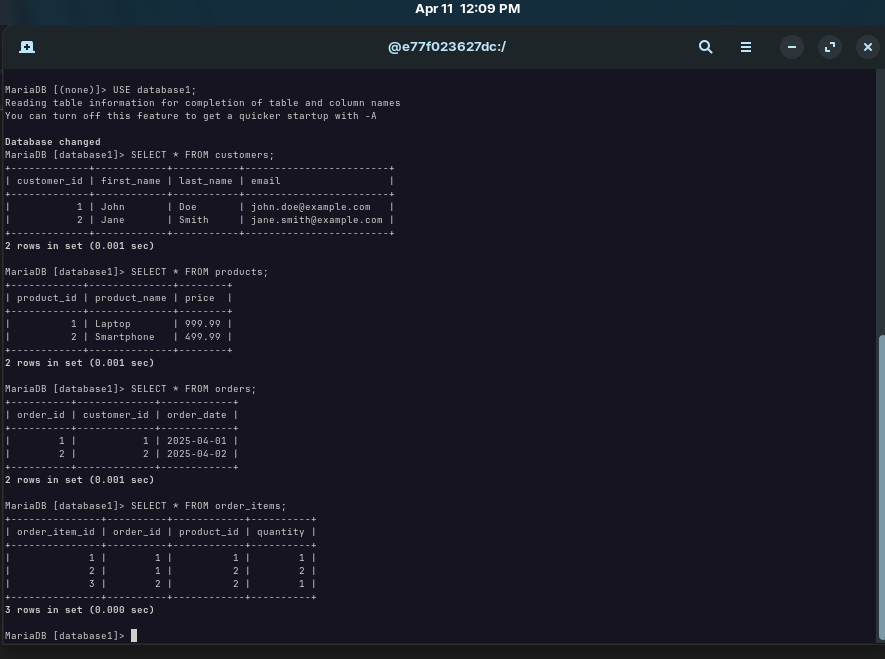 Apr 11 12:09 PM
@e77f023627dc:/
MariaDB [(none)]> USE database1;
Reading table information for completion of table and column names
You can turn off this feature to get a quicker startup with -A
Database changed
MariaDB [database1]> SELECT * FROM customers;
+-------------+------------+-----------+------------------------+
| customer_id | first_name | last_name | email                  |
+-------------+------------+-----------+------------------------+
|           1 | John       | Doe       | john.doe@example.com   |
|           2 | Jane       | Smith     | jane.smith@example.com |
+-------------+------------+-----------+------------------------+
2 rows in set (0.001 sec)
MariaDB [database1]> SELECT * FROM products;
+------------+--------------+--------+
| product_id | product_name | price  |
+------------+--------------+--------+
|          1 | Laptop       | 999.99 |
|          2 | Smartphone   | 499.99 |
+------------+--------------+--------+
2 rows in set (0.001 sec)
MariaDB [database1]> SELECT * FROM orders;
+----------+-------------+------------+
| order_id | customer_id | order_date |
+----------+-------------+------------+
|        1 |           1 | 2025-04-01 |
|        2 |           2 | 2025-04-02 |
+----------+-------------+------------+
2 rows in set (0.001 sec)
MariaDB [database1]> SELECT * FROM order_items;
+---------------+----------+------------+----------+
| order_item_id | order_id | product_id | quantity |
+---------------+----------+------------+----------+
|             1 |        1 |          1 |        1 |
|             2 |        1 |          2 |        2 |
|             3 |        2 |          2 |        1 |
+---------------+----------+------------+----------+
3 rows in set (0.000 sec)
MariaDB [database1]>